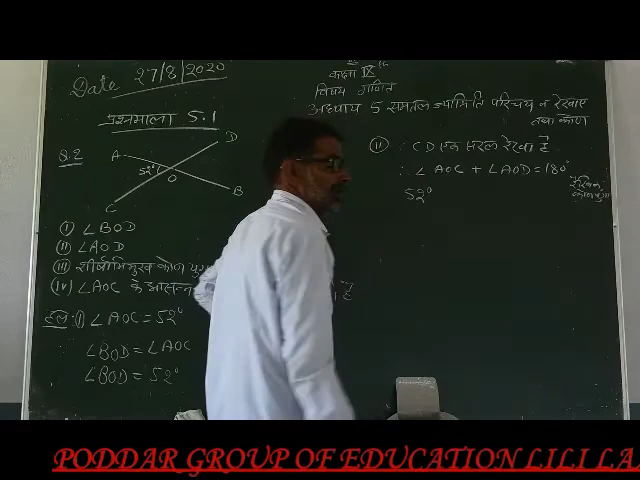 Date 27/8/2020
कक्षा IX
विषय गणित
अध्याय 5 समतल ज्यामिति परिचय व रेखाए
तथा कोण
प्रश्नमाला 5.1
Q.2
A
D
52°
O
B
C
(i) ∠BOD
(ii) ∠AOD
(iii) शीर्षाभिमुख कोण युग्
(iv) ∠AOC के आसन्न
हल: (i) ∠AOC = 52°
∠BOD = ∠AOC
∠BOD = 52°
(ii) ∵ CD एक सरल रेखा है
∴ ∠AOC + ∠AOD = 180°
52°
है
PODDAR GROUP OF EDUCATION LILI LA